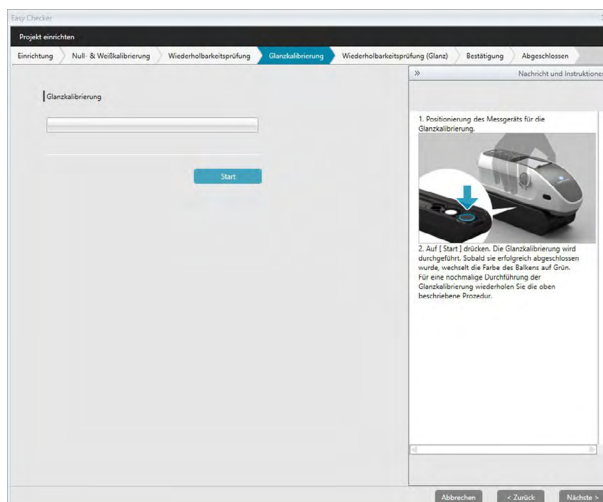 Easy Checker
Projekt einrichten
Einrichtung
Null- & Weißkalibrierung
Wiederholbarkeitsprüfung
Glanzkalibrierung
Wiederholbarkeitsprüfung (Glanz)
Bestätigung
Abgeschlossen
» Nachricht und Instruktione
Glanzkalibrierung
Start
1. Positionierung des Messgeräts für die
Glanzkalibrierung.
2. Auf [ Start ] drücken. Die Glanzkalibrierung wird
durchgeführt. Sobald sie erfolgreich abgeschlossen
wurde, wechselt die Farbe des Balkens auf Grün.
Für eine nochmalige Durchführung der
Glanzkalibrierung wiederholen Sie die oben
beschriebene Prozedur.
Abbrechen
< Zurück
Nächste >